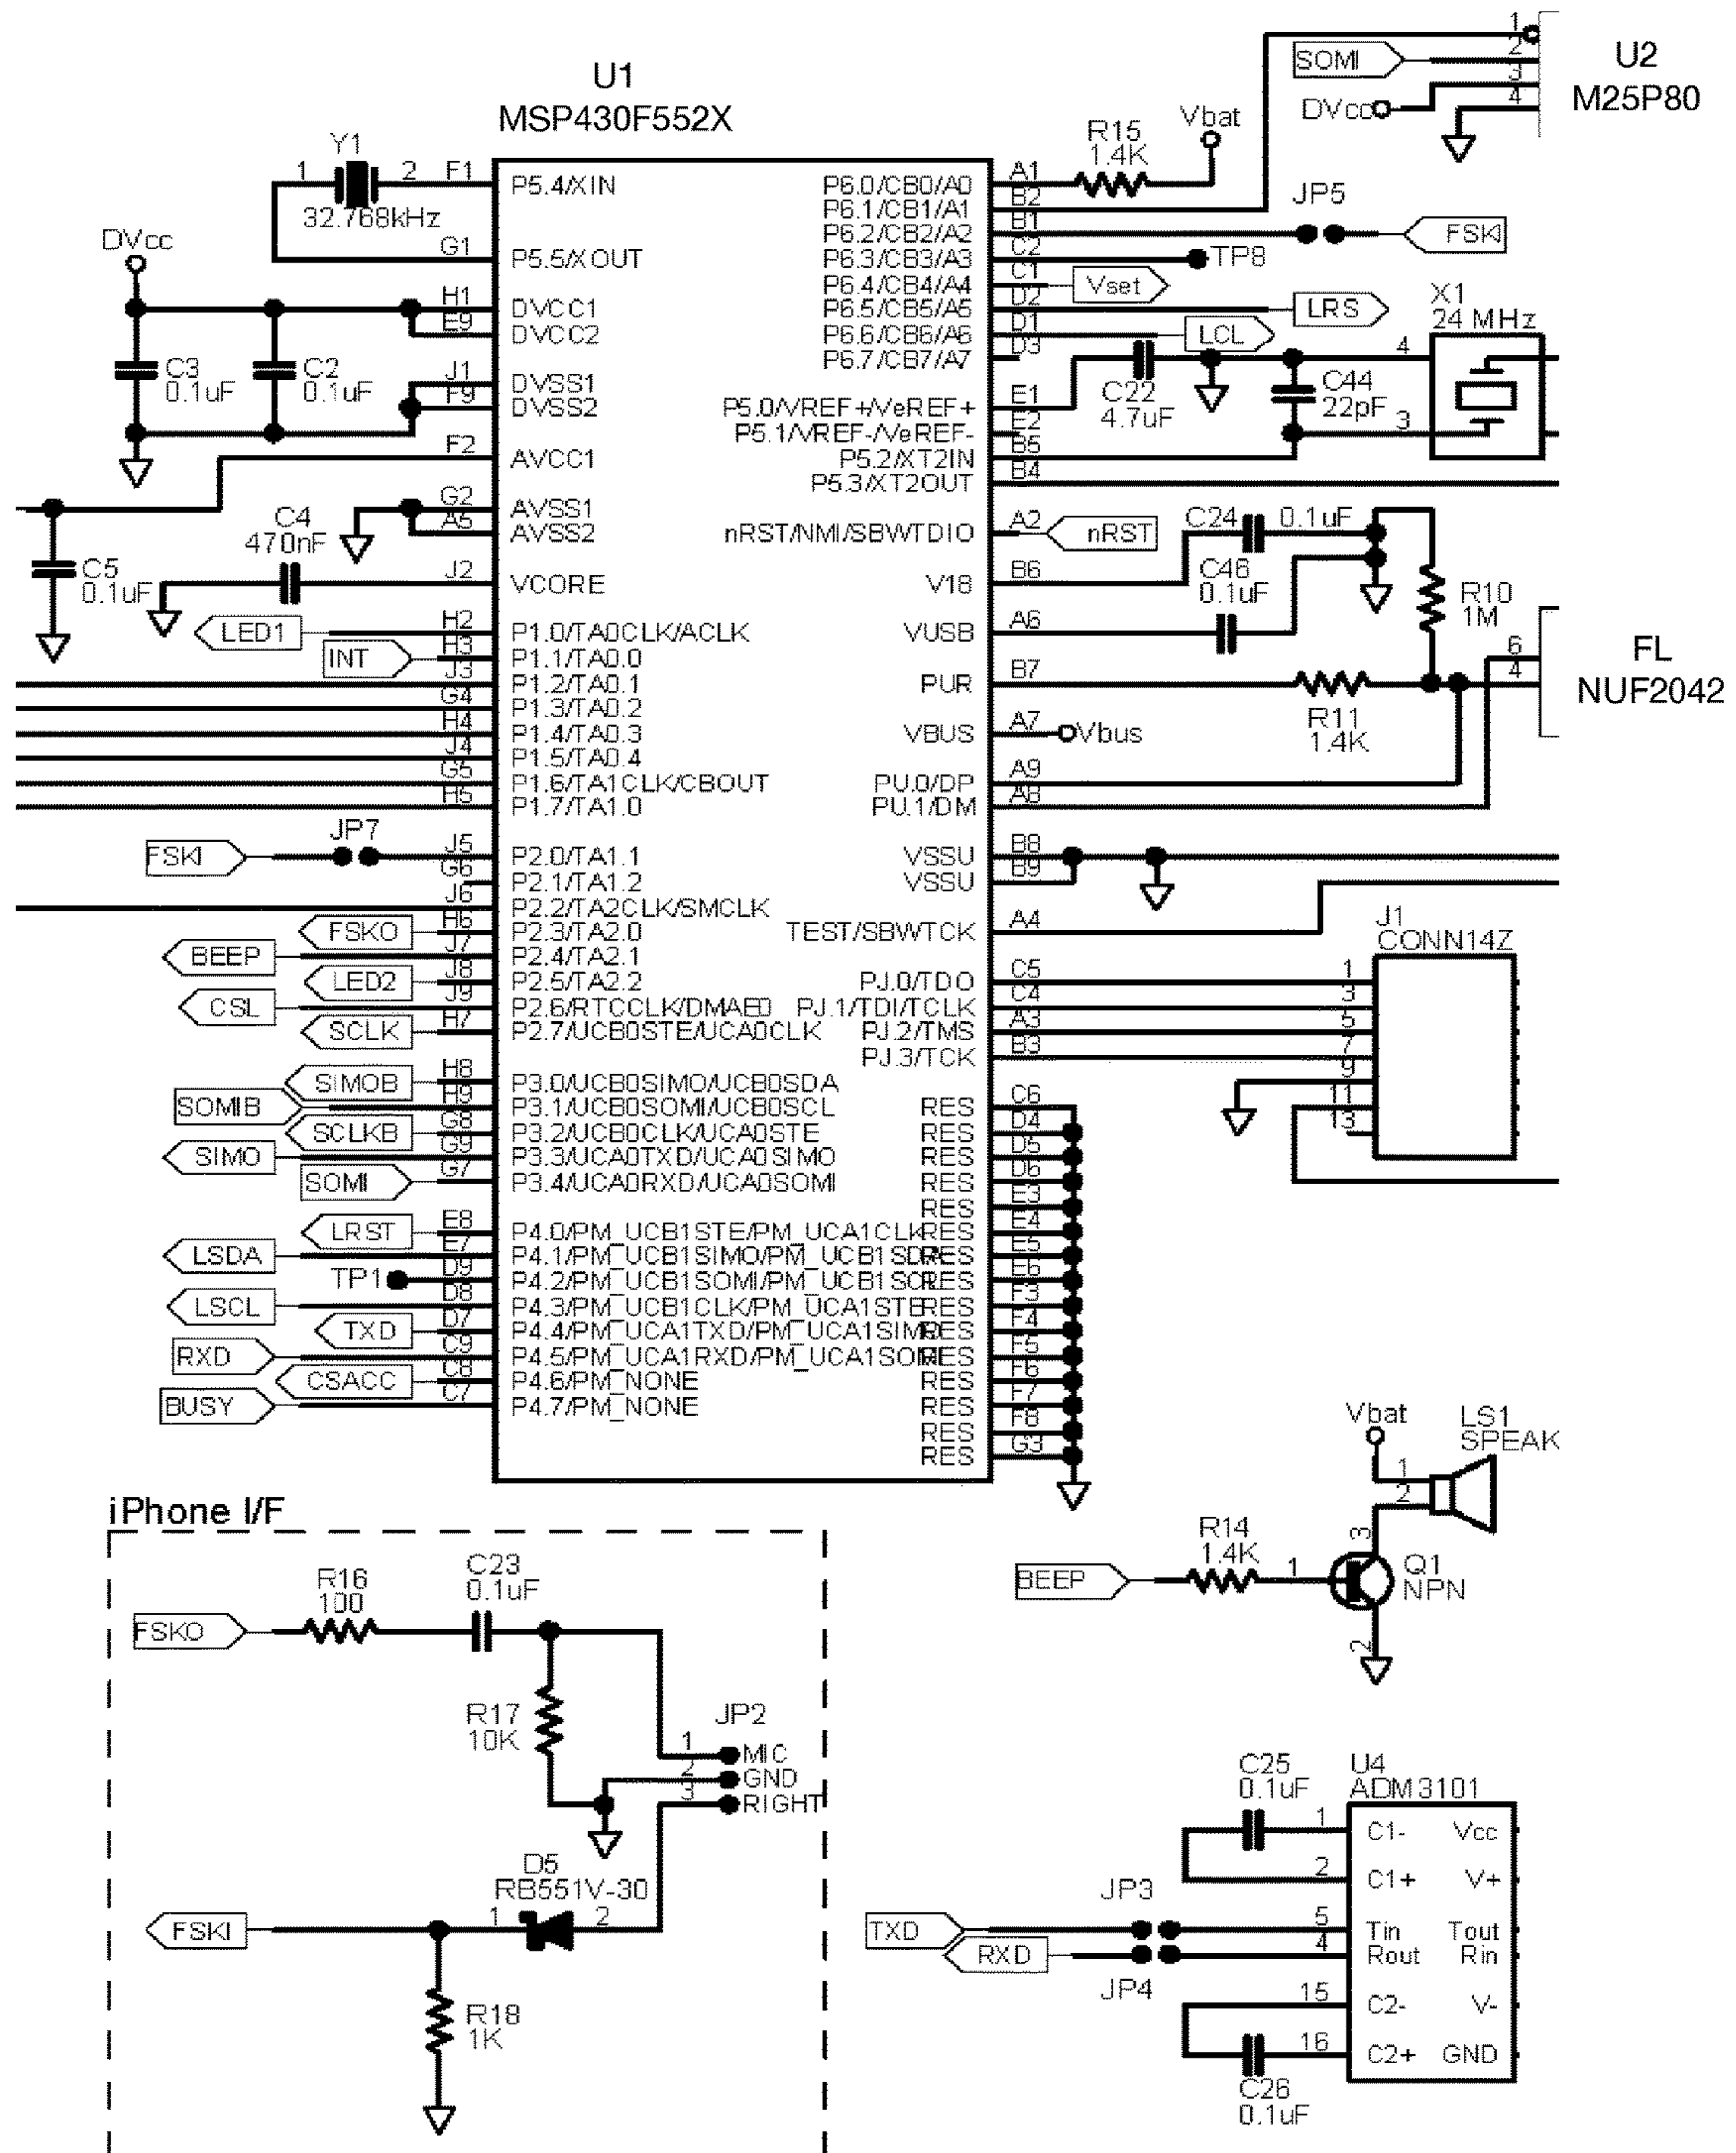 U1
MSP430F552X
Y1
1 2
32.768kHz
DVcc
C3
0.1uF
C2
0.1uF
C5
0.1uF
C4
470nF
F1 P5.4/XIN
G1 P5.5/XOUT
H1 DVCC1
E9 DVCC2
J1 DVSS1
F9 DVSS2
F2 AVCC1
G2 AVSS1
A5 AVSS2
J2 VCORE
LED1 H2 P1.0/TA0CLK/ACLK
INT H3 P1.1/TA0.0
J3 P1.2/TA0.1
G4 P1.3/TA0.2
H4 P1.4/TA0.3
J4 P1.5/TA0.4
G5 P1.6/TA1CLK/CBOUT
H5 P1.7/TA1.0
JP7
FSKI J5 P2.0/TA1.1
G6 P2.1/TA1.2
J6 P2.2/TA2CLK/SMCLK
FSKO H6 P2.3/TA2.0
BEEP J7 P2.4/TA2.1
LED2 J8 P2.5/TA2.2
CSL J9 P2.6/RTCCLK/DMAE0
SCLK H7 P2.7/UCB0STE/UCA0CLK
SIMOB H8 P3.0/UCB0SIMO/UCB0SDA
SOMIB H9 P3.1/UCB0SOMI/UCB0SCL
SCLKB G8 P3.2/UCB0CLK/UCA0STE
SIMO G9 P3.3/UCA0TXD/UCA0SIMO
SOMI G7 P3.4/UCA0RXD/UCA0SOMI
LRST E8 P4.0/PM_UCB1STE/PM_UCA1CLK
LSDA E7 P4.1/PM_UCB1SIMO/PM_UCB1SDA
TP1 D9 P4.2/PM_UCB1SOMI/PM_UCB1SCL
LSCL D8 P4.3/PM_UCB1CLK/PM_UCA1STE
TXD D7 P4.4/PM_UCA1TXD/PM_UCA1SIMO
RXD C9 P4.5/PM_UCA1RXD/PM_UCA1SOMI
CSACC C8 P4.6/PM_NONE
BUSY C7 P4.7/PM_NONE
P6.0/CB0/A0 A1
R15
1.4K
Vbat
P6.1/CB1/A1 B2
P6.2/CB2/A2 B1
JP5
FSKI
P6.3/CB3/A3 C2 TP8
P6.4/CB4/A4 C1 Vset
P6.5/CB5/A5 D2 LRS
P6.6/CB6/A6 D1 LCL
P6.7/CB7/A7 D3
P5.0/VREF+/VeREF+ E1
P5.1/VREF-/VeREF- E2
P5.2/XT2IN B5
P5.3/XT2OUT B4
nRST/NMI/SBWTDIO A2 nRST
V18 B6
VUSB A6
PUR B7
VBUS A7 Vbus
PU.0/DP A9
PU.1/DM A8
VSSU B8
VSSU B9
TEST/SBWTCK A4
PJ.0/TDO C5
PJ.1/TDI/TCLK C4
PJ.2/TMS A3
PJ.3/TCK B3
RES C6
RES D4
RES D5
RES D6
RES E3
RES E4
RES E5
RES E6
RES F3
RES F4
RES F5
RES F6
RES F7
RES F8
RES G3
U2
M25P80
1
SOMI 2
DVcc 3
4
X1
24 MHz
4
3
C22
4.7uF
C44
22pF
C24 0.1uF
C46
0.1uF
R10
1M
R11
1.4K
FL
NUF2042
6
4
J1
CONN14Z
1
3
5
7
9
11
13
Vbat
LS1
SPEAK
1
2
R14
1.4K
BEEP 1
3
2
Q1
NPN
iPhone I/F
R16
100
C23
0.1uF
FSKO
R17
10K
JP2
1 MIC
2 GND
3 RIGHT
D5
RB551V-30
1 2
FSKI
R18
1K
C25
0.1uF
U4
ADM3101
1 C1- Vcc
2 C1+ V+
JP3
TXD 5 Tin Tout
RXD 4 Rout Rin
JP4
15 C2- V-
16 C2+ GND
C26
0.1uF